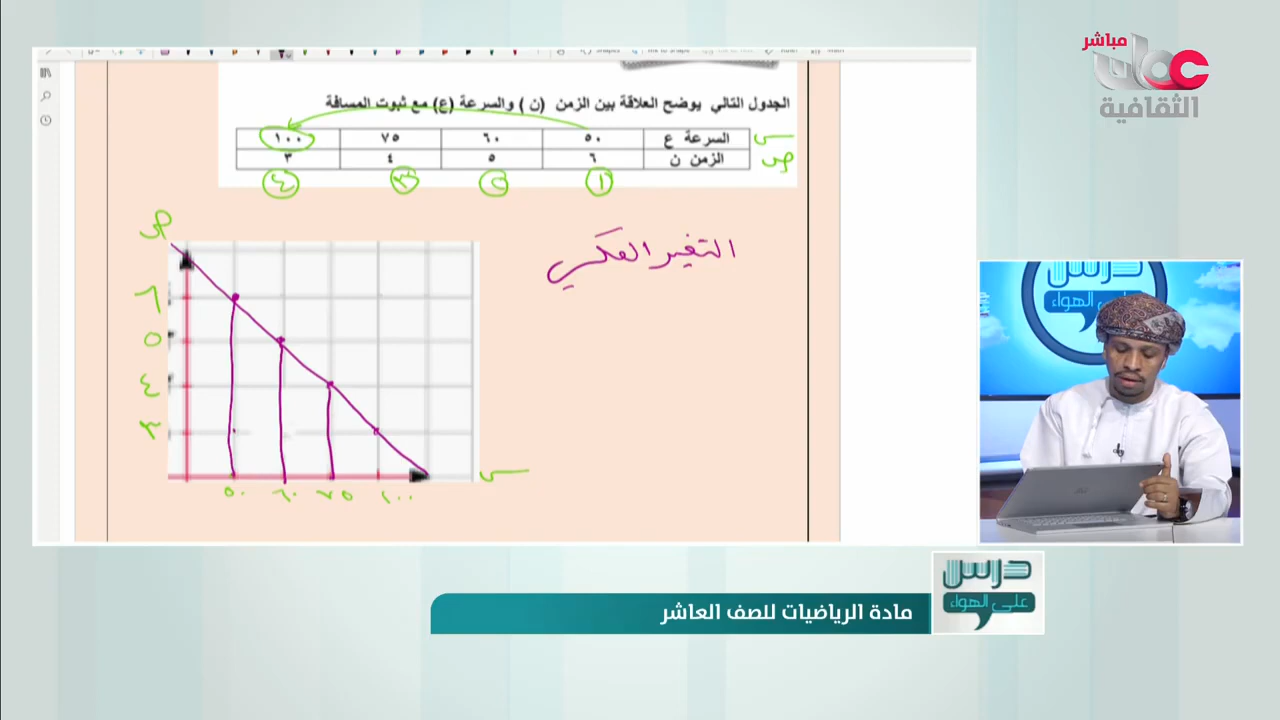 مباشر
عمان
الثقافية
الجدول التالي يوضح العلاقة بين الزمن (ن) والسرعة (ع) مع ثبوت المسافة
س السرعة ع ٥٠ ٦٠ ٧٥ ١٠٠
ص الزمن ن ٦ ٥ ٤ ٣
١ ٢ ٣ ٤
التغير العكسي
ص
٦
٥
٤
٣
٥٠ ٦٠ ٧٥ ١٠٠ س
درس
على الهواء
درس
على الهواء
مادة الرياضيات للصف العاشر